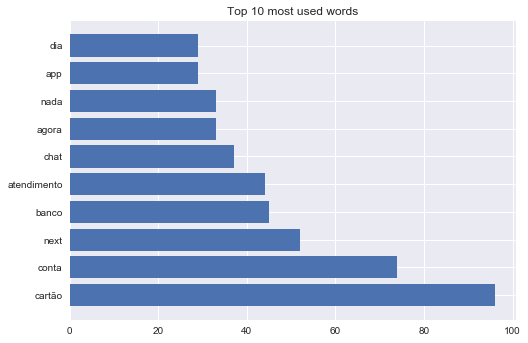 Top 10 most used words
dia
app
nada
agora
chat
atendimento
banco
next
conta
cartão
0 20 40 60 80 100